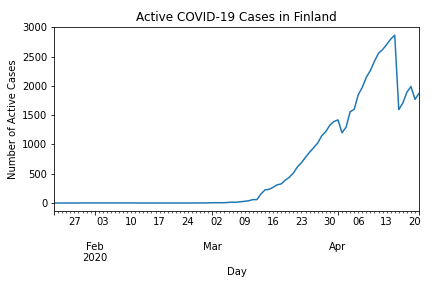 Active COVID-19 Cases in Finland
Number of Active Cases
3000
2500
2000
1500
1000
500
0
27 03 10 17 24 02 09 16 23 30 06 13 20
Feb Mar Apr
2020
Day